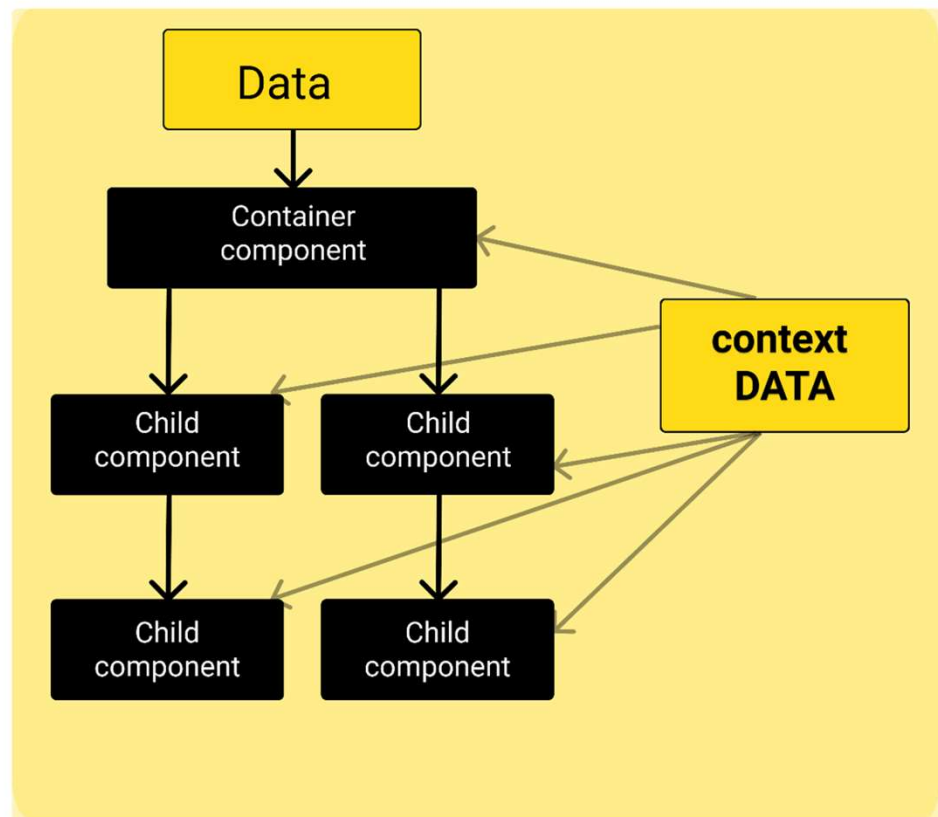 Data
Container
component
context
DATA
Child
component
Child
component
Child
component
Child
component